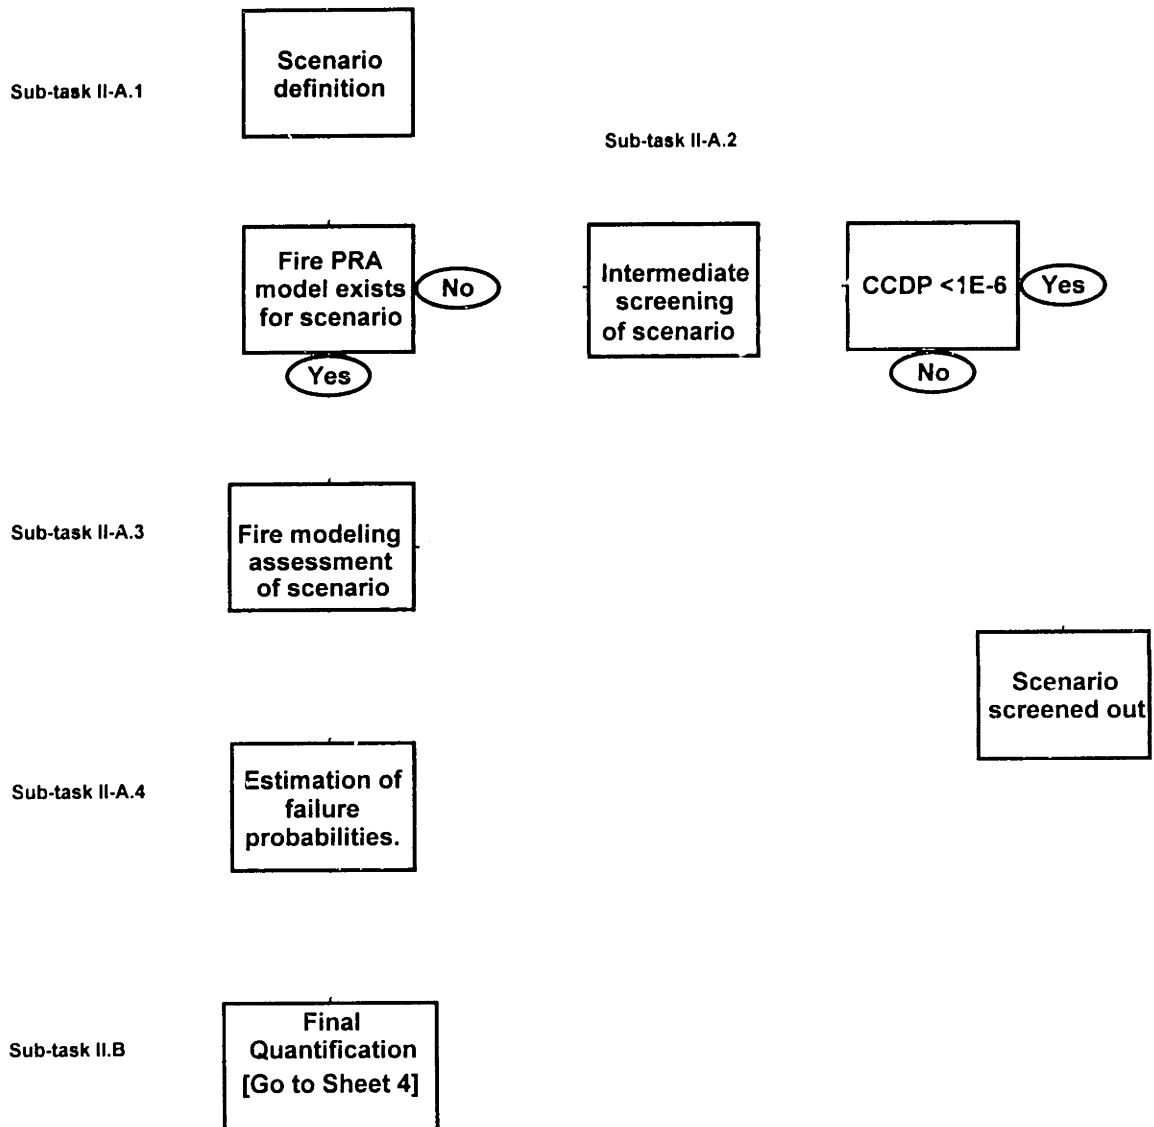 Scenario
definition
Sub-task II-A.1
Sub-task II-A.2
Fire PRA
model exists
for scenario
No
Yes
Intermediate
screening
of scenario
CCDP <1E-6
Yes
No
Sub-task II-A.3
Fire modeling
assessment
of scenario
Scenario
screened out
Sub-task II-A.4
Estimation of
failure
probabilities.
Sub-task II.B
Final
Quantification
[Go to Sheet 4]